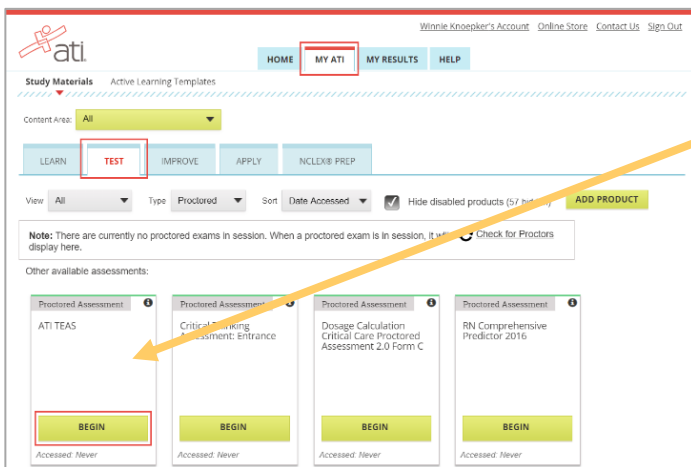 Winnie Knoepker's Account Online Store Contact Us Sign Out
ati
HOME MY ATI MY RESULTS HELP
Study Materials Active Learning Templates
Content Area: All
LEARN TEST IMPROVE APPLY NCLEX® PREP
View All Type Proctored Sort Date Accessed Hide disabled products (57 ADD PRODUCT
Note: There are currently no proctored exams in session. When a proctored exam is in session, it Check for Proctors
display here.
Other available assessments:
Proctored Assessment Proctored Assessment Proctored Assessment Proctored Assessment
ATI TEAS Critical Thinking Dosage Calculation RN Comprehensive
Assessment: Entrance Critical Care Proctored Predictor 2016
Assessment 2.0 Form C
BEGIN BEGIN BEGIN BEGIN
Accessed: Never Accessed: Never Accessed: Never Accessed: Never